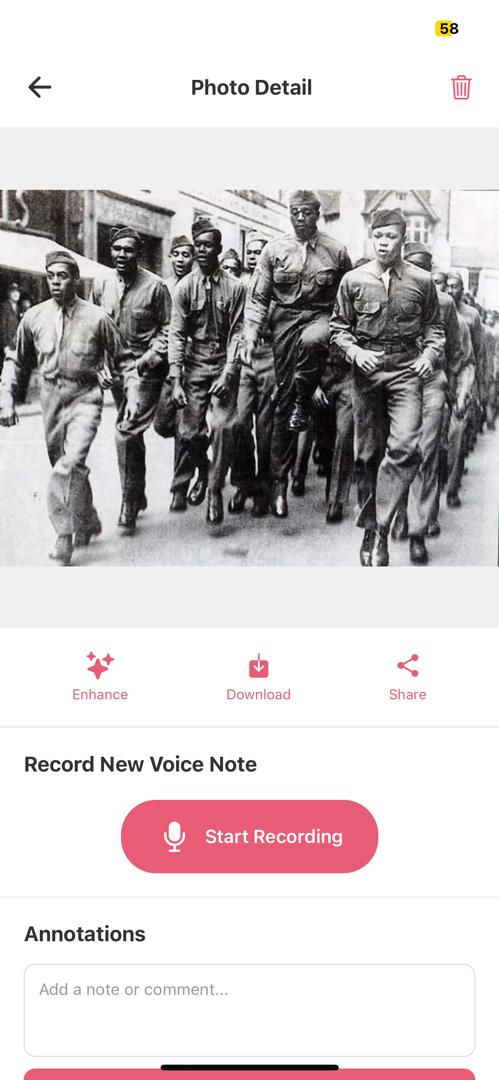 58
Photo Detail
Enhance Download Share
Record New Voice Note
Start Recording
Annotations
Add a note or comment...